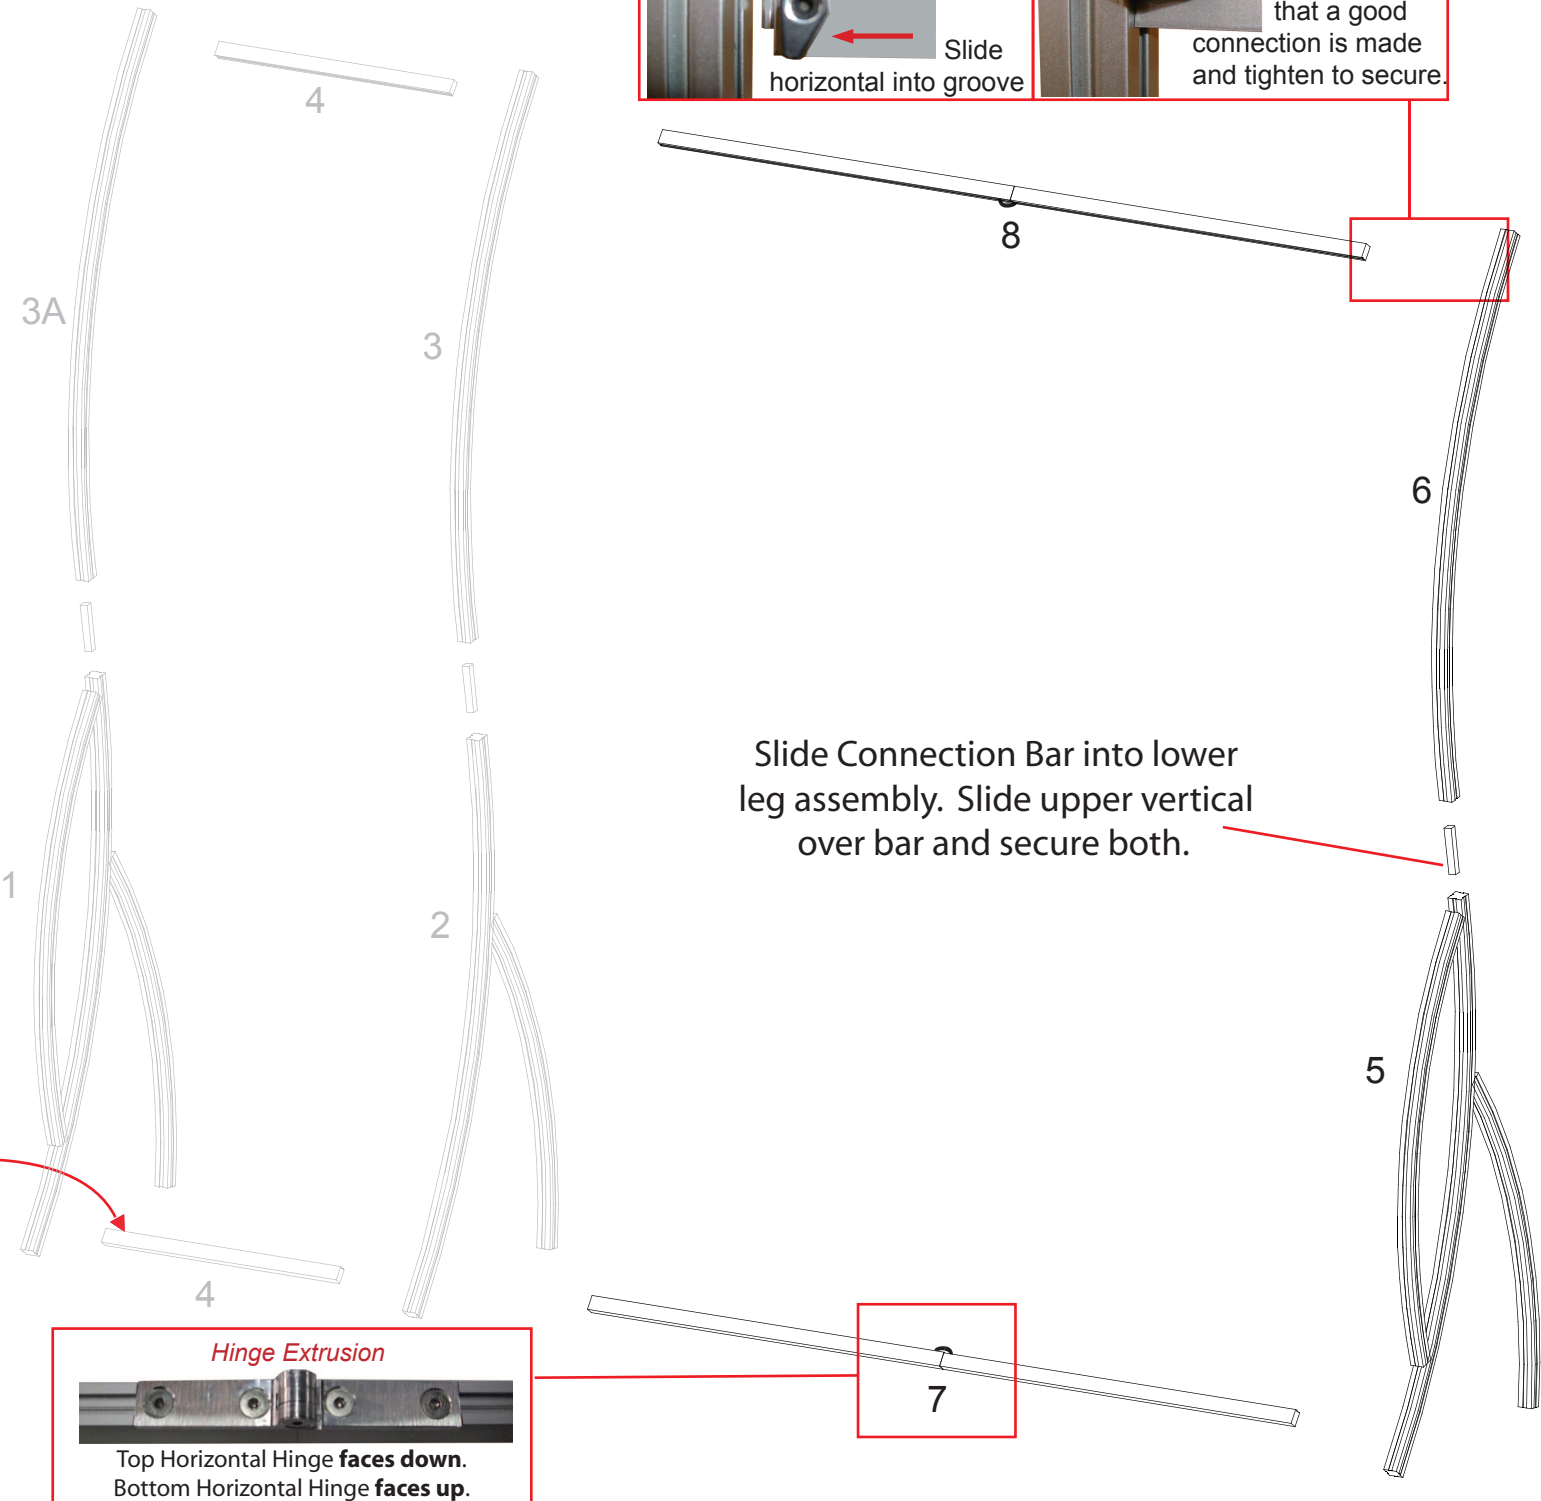 that a good
connection is made
and tighten to secure.
Slide
horizontal into groove
4
8
3A
3
6
Slide Connection Bar into lower
leg assembly.  Slide upper vertical
over bar and secure both.
1
2
5
4
7
Hinge Extrusion
Top Horizontal Hinge faces down.
Bottom Horizontal Hinge faces up.